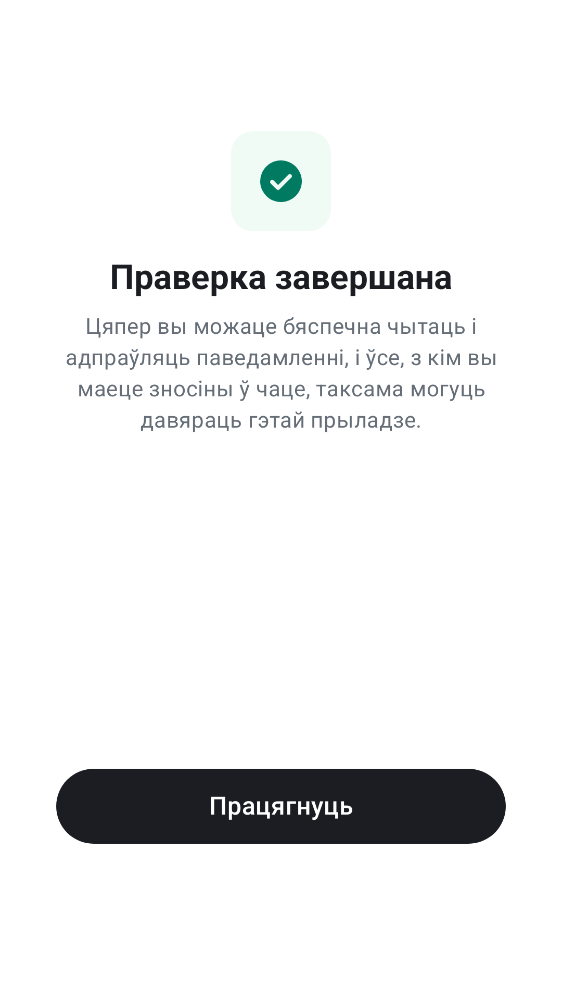 Праверка завершана
Цяпер вы можаце бяспечна чытаць і
адпраўляць паведамленні, і ўсе, з кім вы
маеце зносіны ў чаце, таксама могуць
давяраць гэтай прыладзе.
Працягнуць